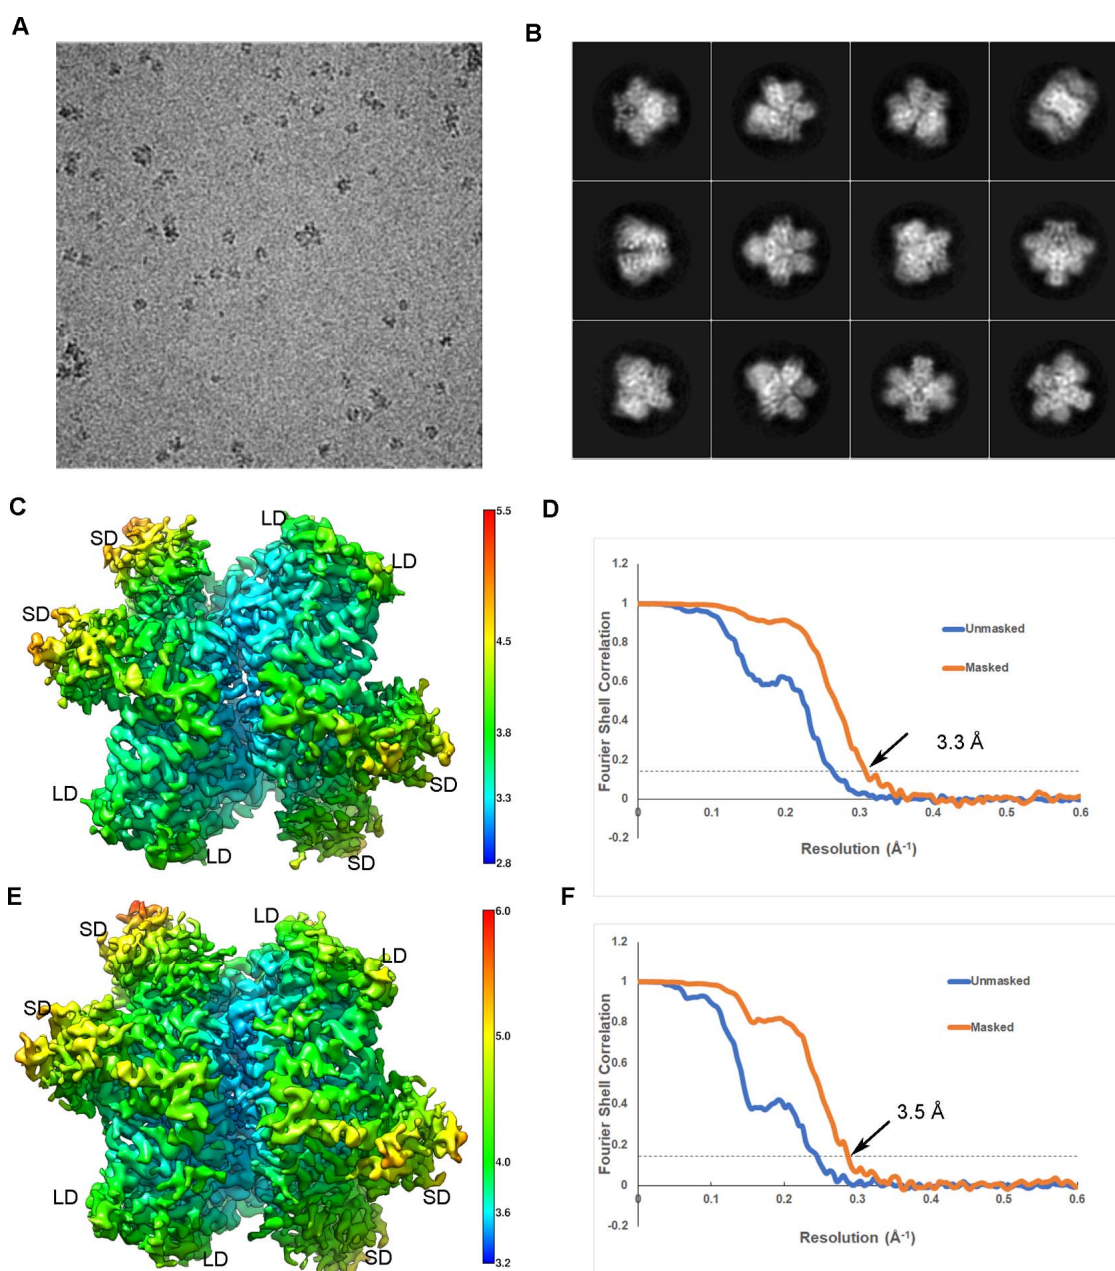 A
B
C
SD
LD
LD
SD
LD
SD
LD
SD
5.5
4.5
3.8
3.3
2.8
D
1.2
1
0.8
0.6
0.4
0.2
0
-0.2
Fourier Shell Correlation
Unmasked
Masked
3.3 Å
0
0.1
0.2
0.3
0.4
0.5
0.6
Resolution (Å-1)
E
SD
LD
LD
SD
LD
SD
LD
SD
6.0
5.0
4.0
3.6
3.2
F
1.2
1
0.8
0.6
0.4
0.2
0
-0.2
Fourier Shell Correlation
Unmasked
Masked
3.5 Å
0
0.1
0.2
0.3
0.4
0.5
0.6
Resolution (Å-1)